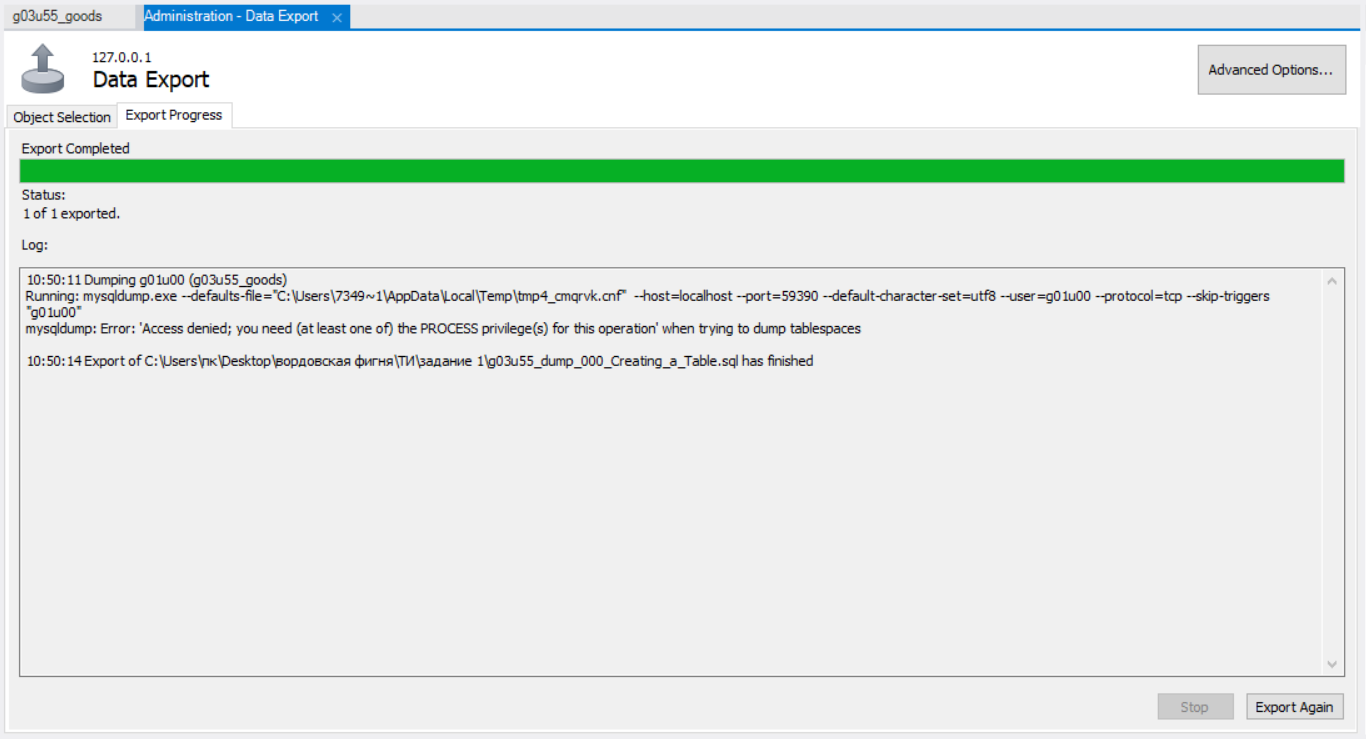 g03u55_goods
Administration - Data Export ×
127.0.0.1
Data Export
Advanced Options...
Object Selection
Export Progress
Export Completed
Status:
1 of 1 exported.
Log:
10:50:11 Dumping g01u00 (g03u55_goods)
Running: mysqldump.exe --defaults-file="C:\Users\7349~1\AppData\Local\Temp\tmp4_cmqrvk.cnf"  --host=localhost --port=59390 --default-character-set=utf8 --user=g01u00 --protocol=tcp --skip-triggers
"g01u00"
mysqldump: Error: 'Access denied; you need (at least one of) the PROCESS privilege(s) for this operation' when trying to dump tablespaces
10:50:14 Export of C:\Users\пк\Desktop\вордовская фигня\ТИ\задание 1\g03u55_dump_000_Creating_a_Table.sql has finished
Stop
Export Again